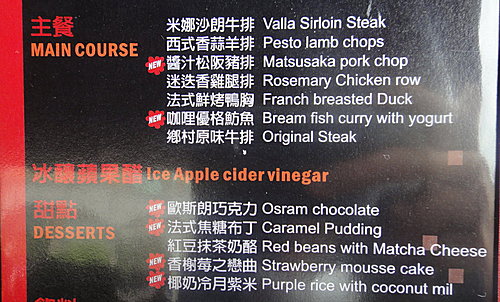 主餐
MAIN COURSE
米娜沙朗牛排 Valla Sirloin Steak
西式香蒜羊排 Pesto lamb chops
NEW 醬汁松阪豬排 Matsusaka pork chop
迷迭香雞腿排 Rosemary Chicken row
法式鮮烤鴨胸 Franch breasted Duck
NEW 咖哩優格魴魚 Bream fish curry with yogurt
鄉村原味牛排 Original Steak
冰釀蘋果醋 Ice Apple cider vinegar
甜點
DESSERTS
NEW 歐斯朗巧克力 Osram chocolate
NEW 法式焦糖布丁 Caramel Pudding
紅豆抹茶奶酪 Red beans with Matcha Cheese
NEW 香榭莓之戀曲 Strawberry mousse cake
NEW 椰奶冷月紫米 Purple rice with coconut mil